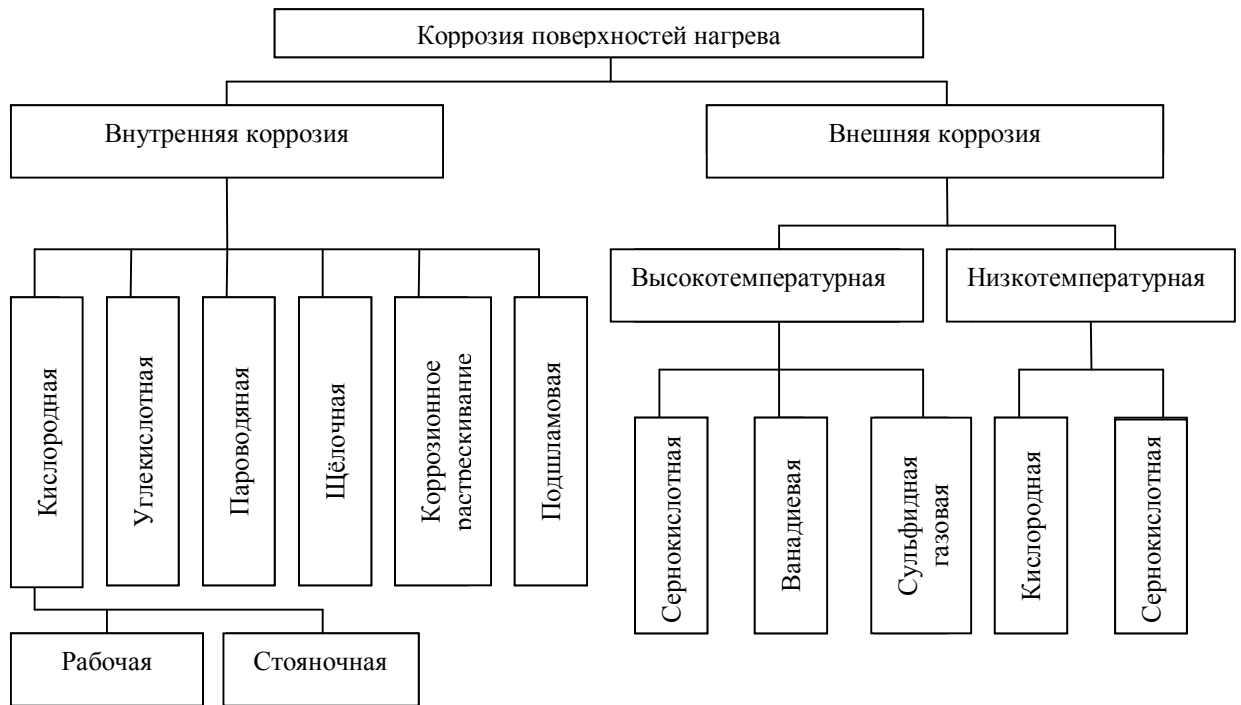 Коррозия поверхностей нагрева
Внутренняя коррозия
Внешняя коррозия
Высокотемпературная
Низкотемпературная
Кислородная
Углекислотная
Пароводяная
Щёлочная
Коррозионное
растрескивание
Подшламовая
Сернокислотная
Ванадиевая
Сульфидная
газовая
Кислородная
Сернокислотная
Рабочая
Стояночная